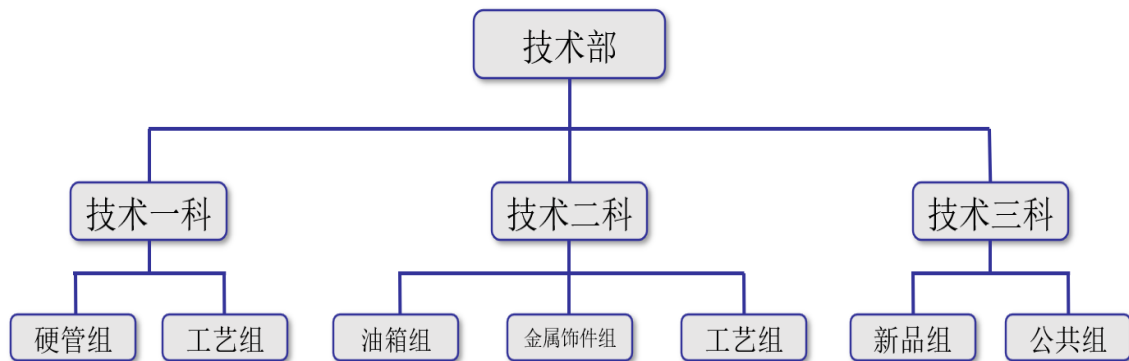 技术部
技术一科
技术二科
技术三科
硬管组
工艺组
油箱组
金属饰件组
工艺组
新品组
公共组